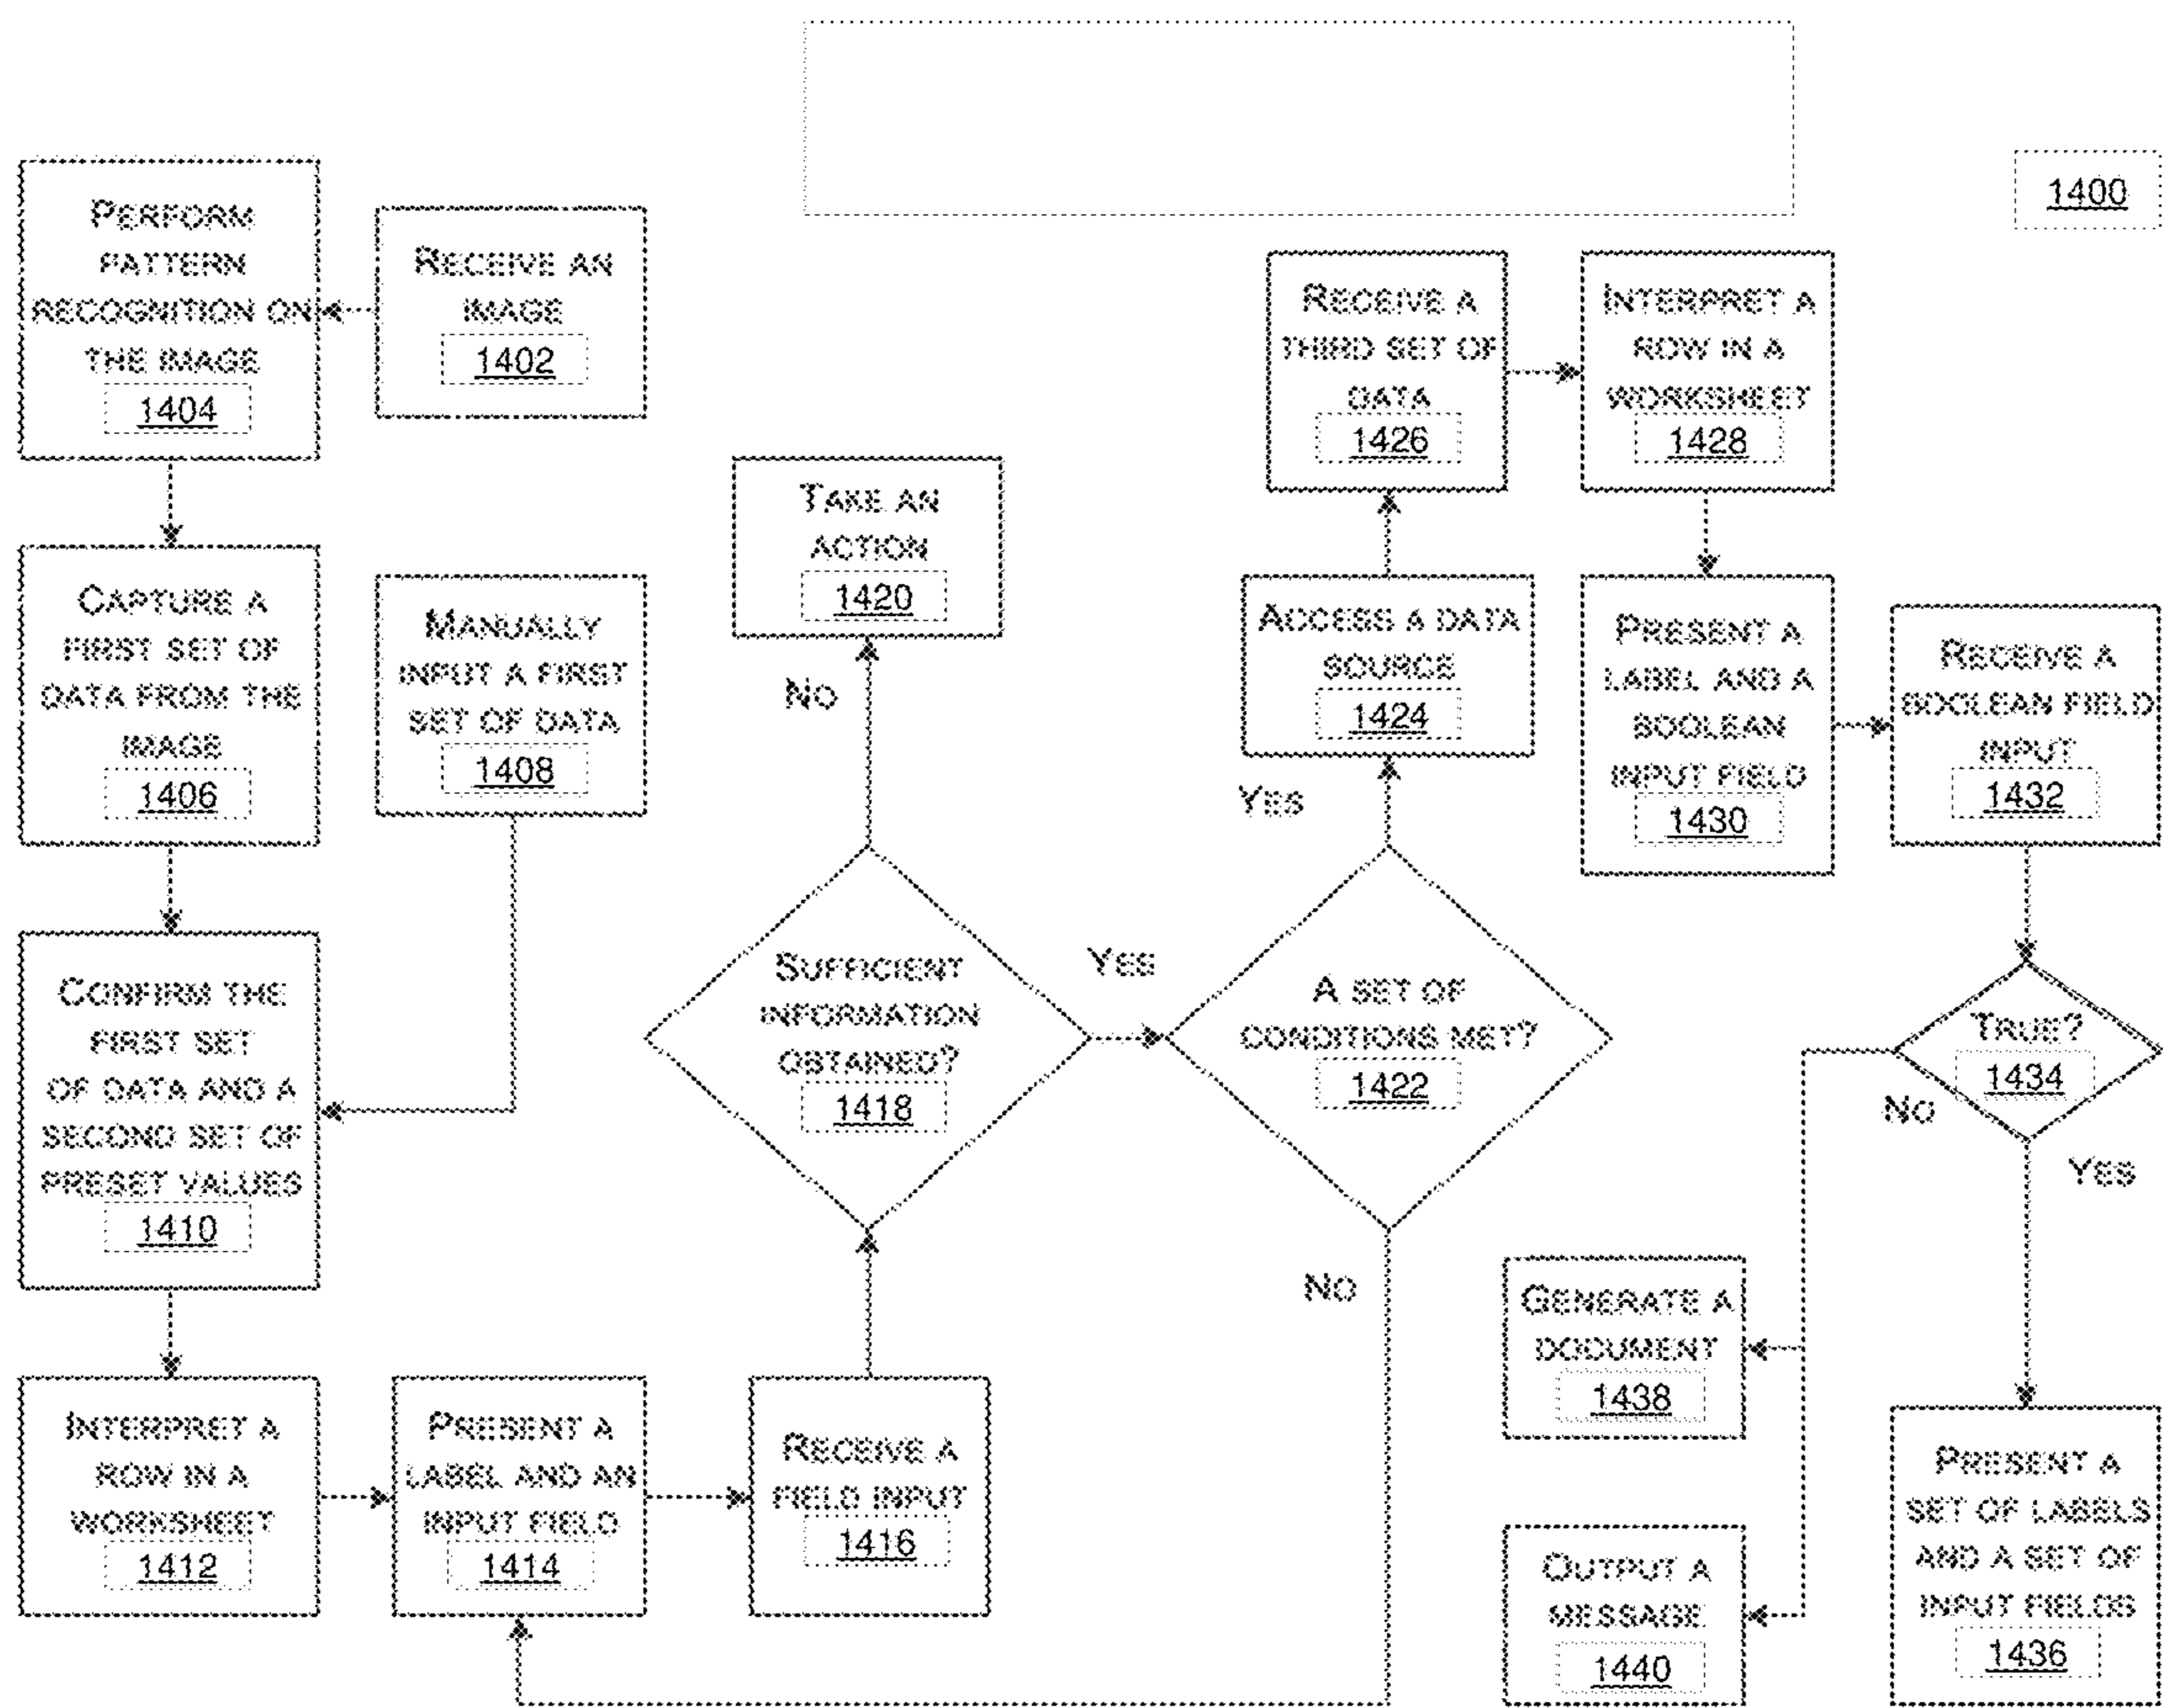 1400
RECEIVE AN
IMAGE
1402
PERFORM
PATTERN
RECOGNITION ON
THE IMAGE
1404
CAPTURE A
FIRST SET OF
DATA FROM THE
IMAGE
1406
MANUALLY
INPUT A FIRST
SET OF DATA
1408
CONFIRM THE
FIRST SET
OF DATA AND A
SECOND SET OF
PRESET VALUES
1410
INTERPRET A
ROW IN A
WORKSHEET
1412
PRESENT A
LABEL AND AN
INPUT FIELD
1414
RECEIVE A
FIELD INPUT
1416
SUFFICIENT
INFORMATION
OBTAINED?
1418
NO
TAKE AN
ACTION
1420
YES
A SET OF
CONDITIONS MET?
1422
NO
YES
ACCESS A DATA
SOURCE
1424
RECEIVE A
THIRD SET OF
DATA
1426
INTERPRET A
ROW IN A
WORKSHEET
1428
PRESENT A
LABEL AND A
BOOLEAN
INPUT FIELD
1430
RECEIVE A
BOOLEAN FIELD
INPUT
1432
TRUE?
1434
NO
YES
PRESENT A
SET OF LABELS
AND A SET OF
INPUT FIELDS
1436
GENERATE A
DOCUMENT
1438
OUTPUT A
MESSAGE
1440